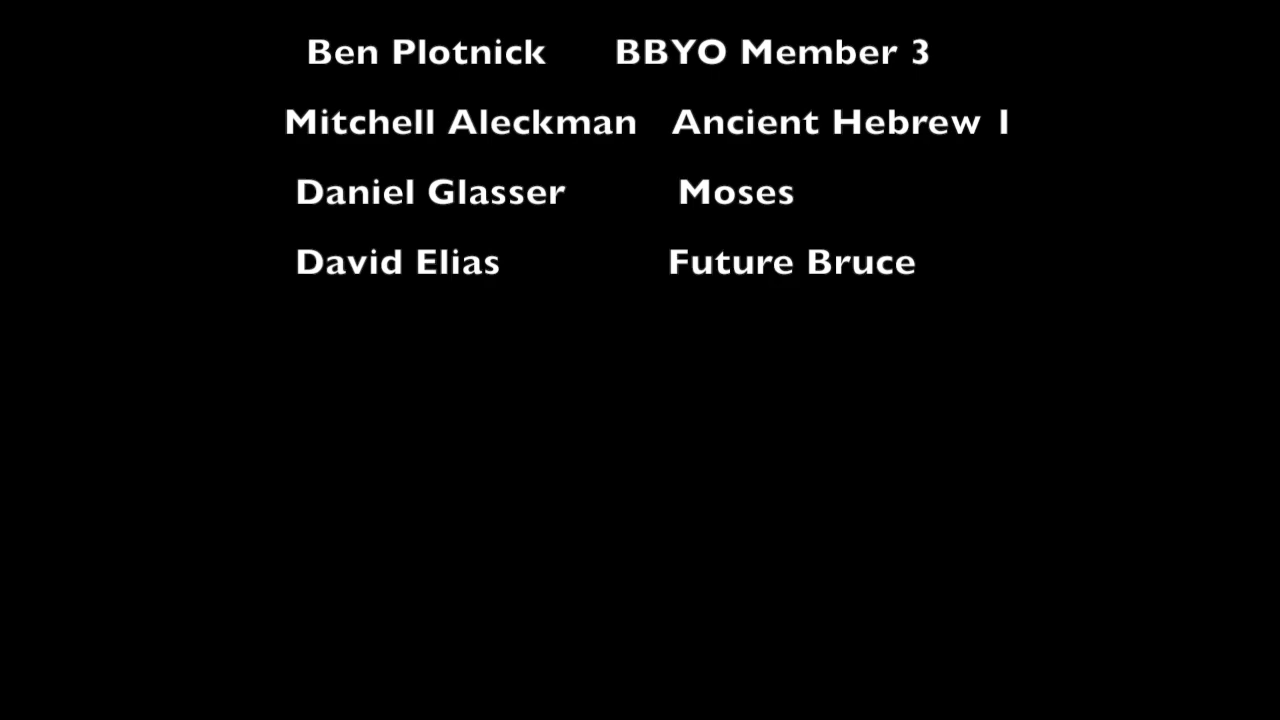 Ben Plotnick BBYO Member 3
Mitchell Aleckman Ancient Hebrew 1
Daniel Glasser Moses
David Elias Future Bruce